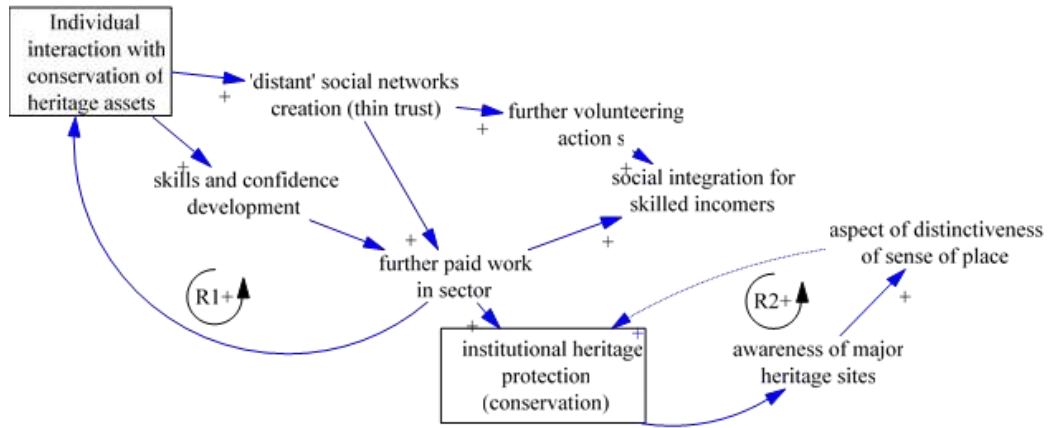 Individual
interaction with
conservation of
heritage assets
'distant' social networks
creation (thin trust)
+
further volunteering
action s
+
+
skills and confidence
development
+
social integration for
skilled incomers
+
further paid work
in sector
+
+
aspect of distinctiveness
of sense of place
R1+
R2+
+
+
institutional heritage
protection
(conservation)
+
awareness of major
heritage sites